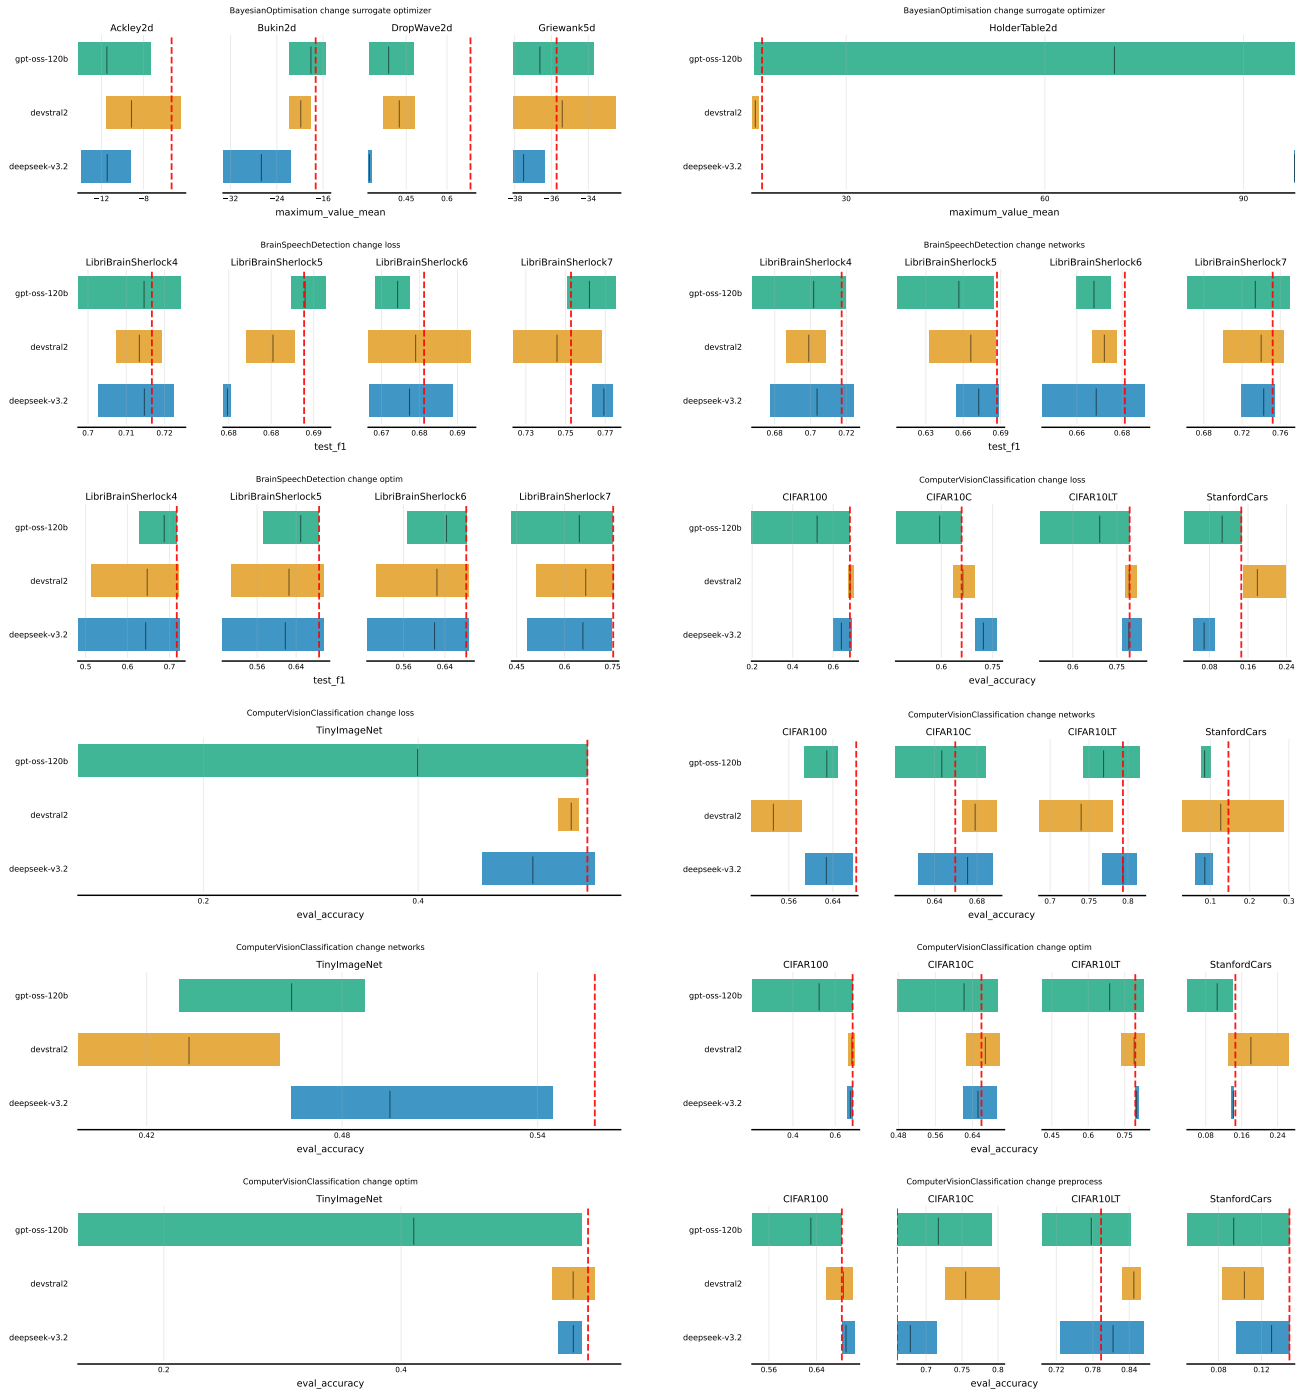 BayesianOptimisation change surrogate optimizer
Ackley2d Bukin2d DropWave2d Griewank5d
gpt-oss-120b
devstral2
deepseek-v3.2
−12 −8 −32 −24 −16 0.45 0.6 −38 −36 −34
maximum_value_mean
BayesianOptimisation change surrogate optimizer
HolderTable2d
gpt-oss-120b
devstral2
deepseek-v3.2
30 60 90
maximum_value_mean
BrainSpeechDetection change loss
LibriBrainSherlock4 LibriBrainSherlock5 LibriBrainSherlock6 LibriBrainSherlock7
gpt-oss-120b
devstral2
deepseek-v3.2
0.7 0.71 0.72 0.68 0.68 0.69 0.67 0.68 0.69 0.73 0.75 0.77
test_f1
BrainSpeechDetection change networks
LibriBrainSherlock4 LibriBrainSherlock5 LibriBrainSherlock6 LibriBrainSherlock7
gpt-oss-120b
devstral2
deepseek-v3.2
0.68 0.7 0.72 0.63 0.66 0.69 0.66 0.68 0.68 0.72 0.76
test_f1
BrainSpeechDetection change optim
LibriBrainSherlock4 LibriBrainSherlock5 LibriBrainSherlock6 LibriBrainSherlock7
gpt-oss-120b
devstral2
deepseek-v3.2
0.5 0.6 0.7 0.56 0.64 0.56 0.64 0.45 0.6 0.75
test_f1
ComputerVisionClassification change loss
CIFAR100 CIFAR10C CIFAR10LT StanfordCars
gpt-oss-120b
devstral2
deepseek-v3.2
0.2 0.4 0.6 0.6 0.75 0.6 0.75 0.08 0.16 0.24
eval_accuracy
ComputerVisionClassification change loss
TinyImageNet
gpt-oss-120b
devstral2
deepseek-v3.2
0.2 0.4
eval_accuracy
ComputerVisionClassification change networks
CIFAR100 CIFAR10C CIFAR10LT StanfordCars
gpt-oss-120b
devstral2
deepseek-v3.2
0.56 0.64 0.64 0.68 0.7 0.75 0.8 0.1 0.2 0.3
eval_accuracy
ComputerVisionClassification change networks
TinyImageNet
gpt-oss-120b
devstral2
deepseek-v3.2
0.42 0.48 0.54
eval_accuracy
ComputerVisionClassification change optim
CIFAR100 CIFAR10C CIFAR10LT StanfordCars
gpt-oss-120b
devstral2
deepseek-v3.2
0.4 0.6 0.48 0.56 0.64 0.45 0.6 0.75 0.08 0.16 0.24
eval_accuracy
ComputerVisionClassification change optim
TinyImageNet
gpt-oss-120b
devstral2
deepseek-v3.2
0.2 0.4
eval_accuracy
ComputerVisionClassification change preprocess
CIFAR100 CIFAR10C CIFAR10LT StanfordCars
gpt-oss-120b
devstral2
deepseek-v3.2
0.56 0.64 0.7 0.75 0.8 0.72 0.78 0.84 0.08 0.12
eval_accuracy